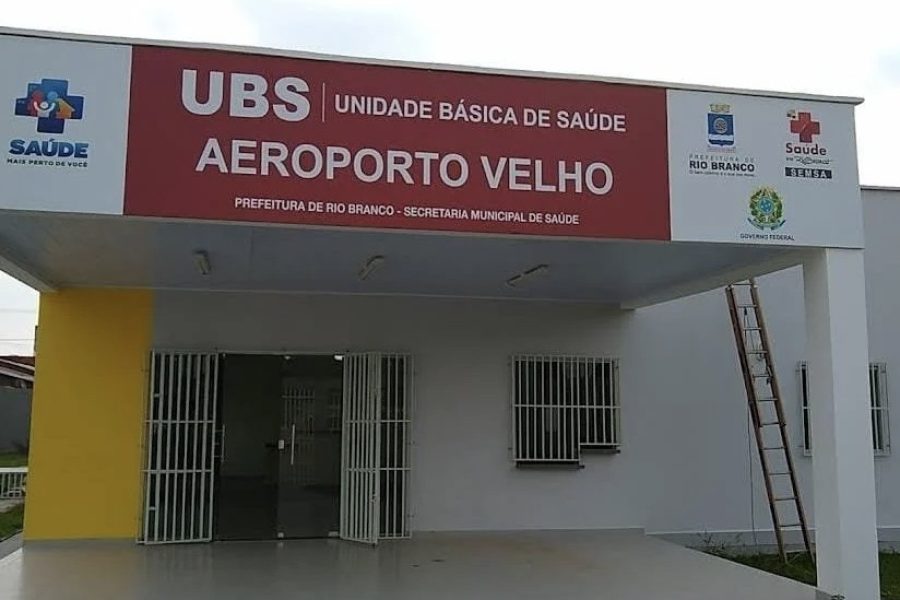 SAÚDE
MAIS PERTO DE VOCÊ
UBS UNIDADE BÁSICA DE SAÚDE
AEROPORTO VELHO
PREFEITURA DE RIO BRANCO - SECRETARIA MUNICIPAL DE SAÚDE
PREFEITURA DE
RIO BRANCO
Saúde
SEMSA
GOVERNO FEDERAL